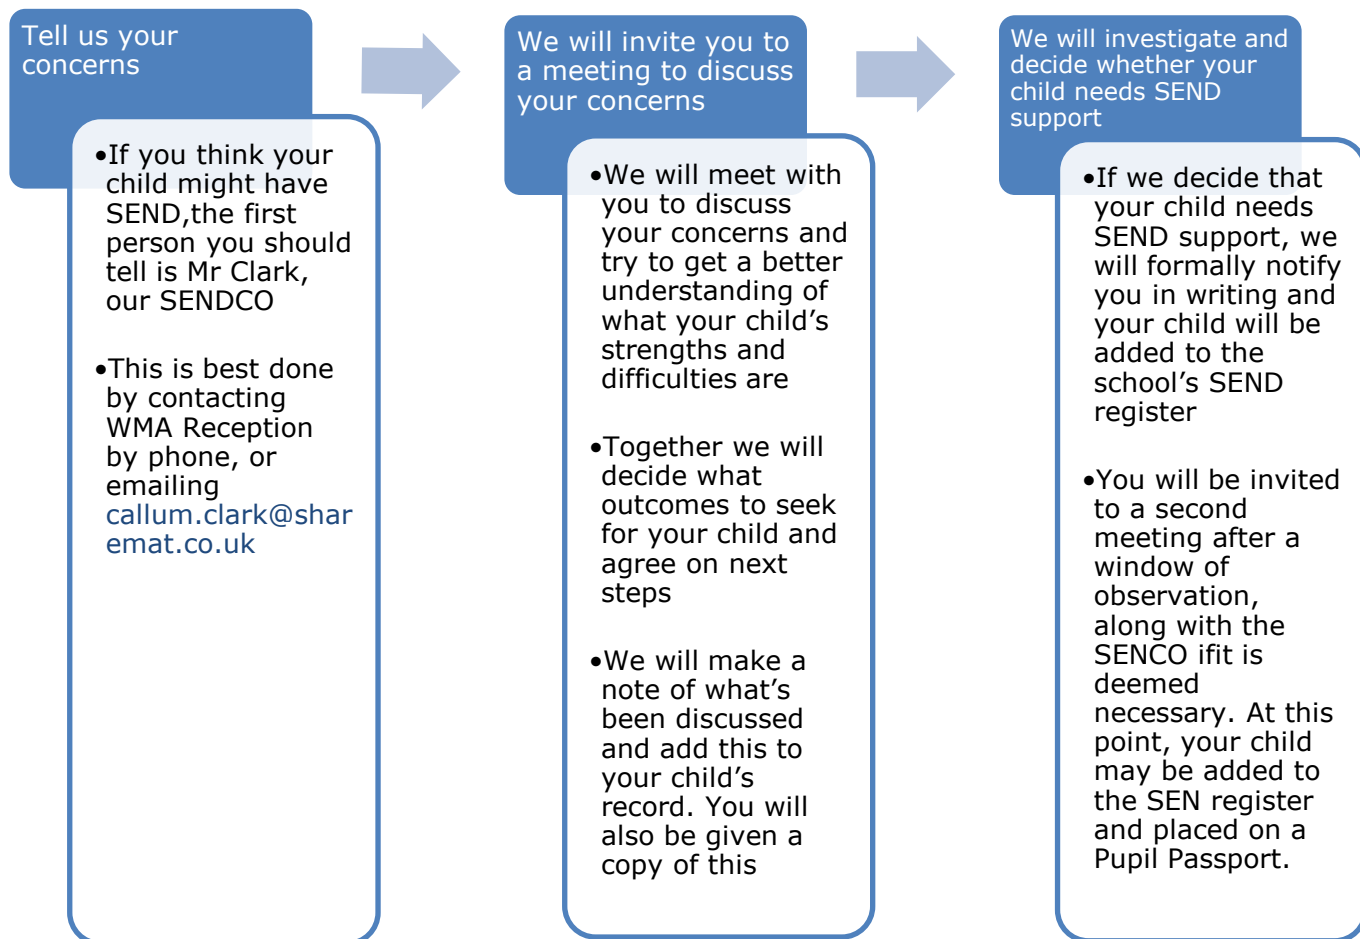 Tell us your
concerns
•If you think your
child might have
SEND,the first
person you should
tell is Mr Clark,
our SENDCO
•This is best done
by contacting
WMA Reception
by phone, or
emailing
callum.clark@shar
emat.co.uk
We will invite you to
a meeting to discuss
your concerns
•We will meet with
you to discuss
your concerns and
try to get a better
understanding of
what your child’s
strengths and
difficulties are
•Together we will
decide what
outcomes to seek
for your child and
agree on next
steps
•We will make a
note of what’s
been discussed
and add this to
your child’s
record. You will
also be given a
copy of this
We will investigate and
decide whether your
child needs SEND
support
•If we decide that
your child needs
SEND support, we
will formally notify
you in writing and
your child will be
added to the
school’s SEND
register
•You will be invited
to a second
meeting after a
window of
observation,
along with the
SENCO ifit is
deemed
necessary. At this
point, your child
may be added to
the SEN register
and placed on a
Pupil Passport.